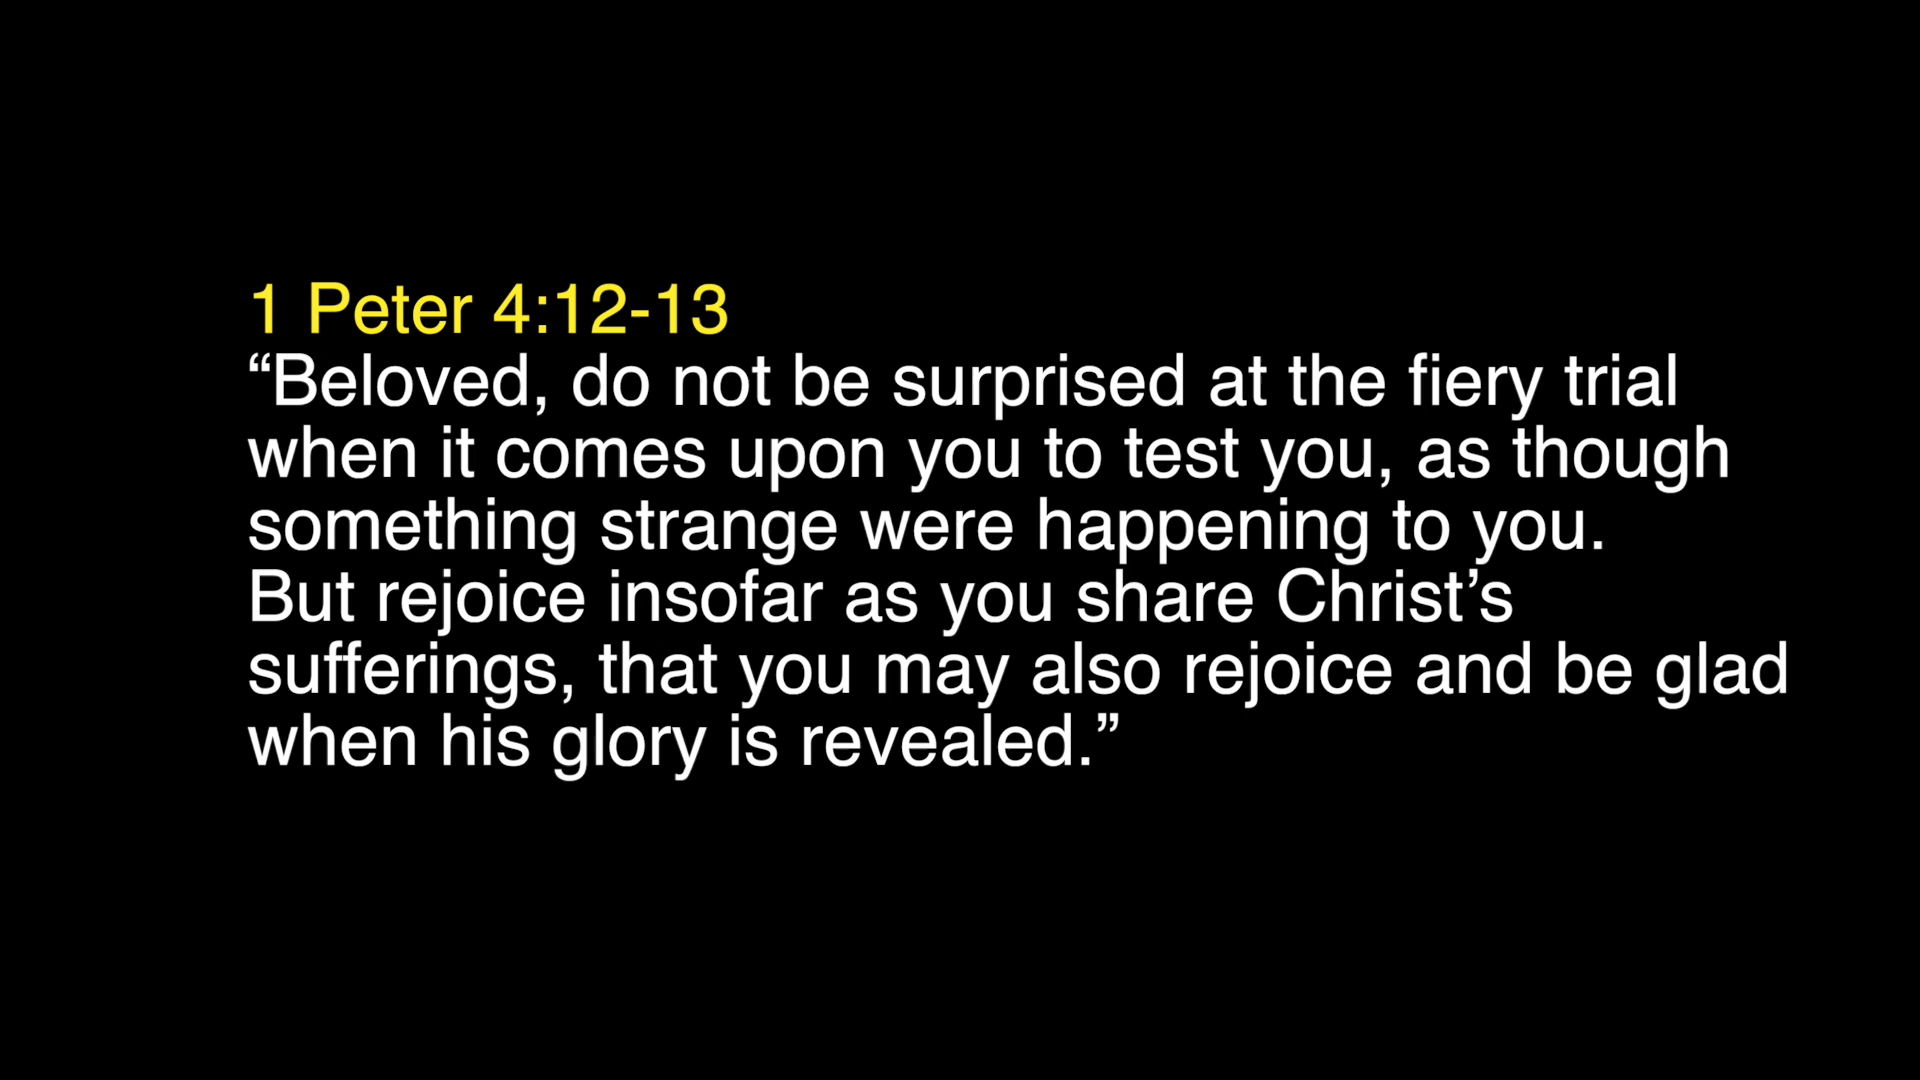 1 Peter 4:12-13
“Beloved, do not be surprised at the fiery trial
when it comes upon you to test you, as though
something strange were happening to you.
But rejoice insofar as you share Christ’s
sufferings, that you may also rejoice and be glad
when his glory is revealed.”